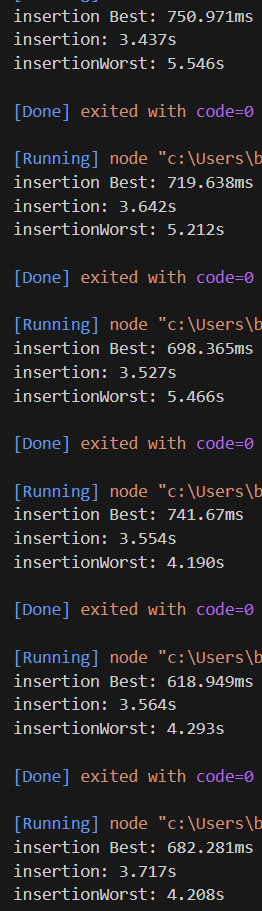 insertion Best: 750.971ms
insertion: 3.437s
insertionWorst: 5.546s
[Done] exited with code=0
[Running] node "c:\Users\b
insertion Best: 719.638ms
insertion: 3.642s
insertionWorst: 5.212s
[Done] exited with code=0
[Running] node "c:\Users\b
insertion Best: 698.365ms
insertion: 3.527s
insertionWorst: 5.466s
[Done] exited with code=0
[Running] node "c:\Users\b
insertion Best: 741.67ms
insertion: 3.554s
insertionWorst: 4.190s
[Done] exited with code=0
[Running] node "c:\Users\b
insertion Best: 618.949ms
insertion: 3.564s
insertionWorst: 4.293s
[Done] exited with code=0
[Running] node "c:\Users\b
insertion Best: 682.281ms
insertion: 3.717s
insertionWorst: 4.208s